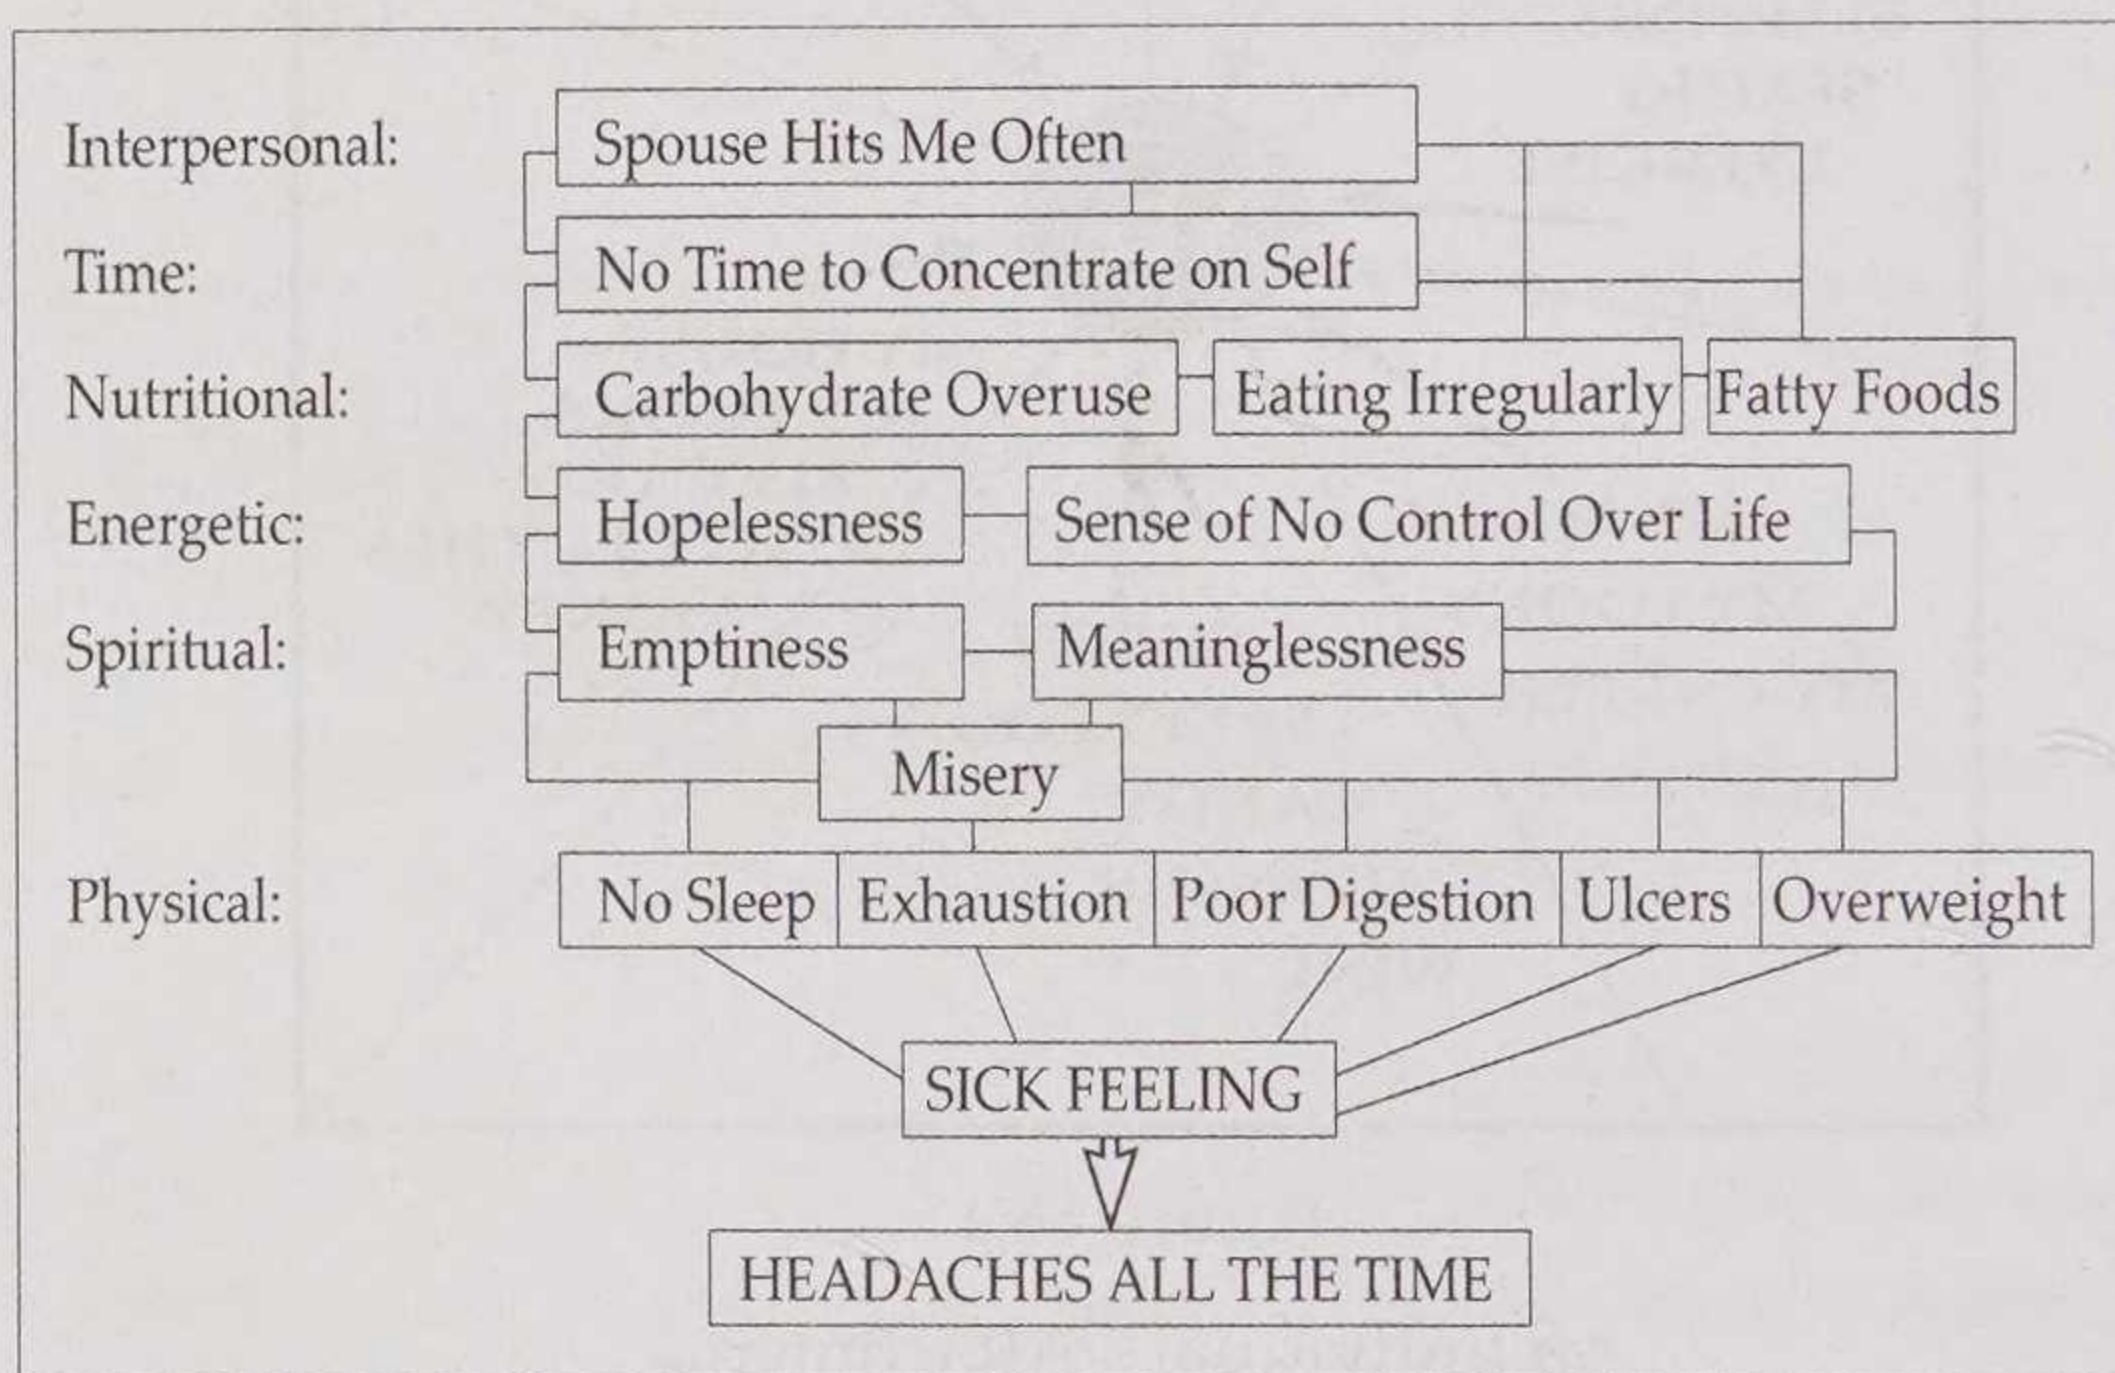 Interpersonal: Spouse Hits Me Often
Time: No Time to Concentrate on Self
Nutritional: Carbohydrate Overuse Eating Irregularly Fatty Foods
Energetic: Hopelessness Sense of No Control Over Life
Spiritual: Emptiness Meaninglessness
Misery
Physical: No Sleep Exhaustion Poor Digestion Ulcers Overweight
SICK FEELING
HEADACHES ALL THE TIME